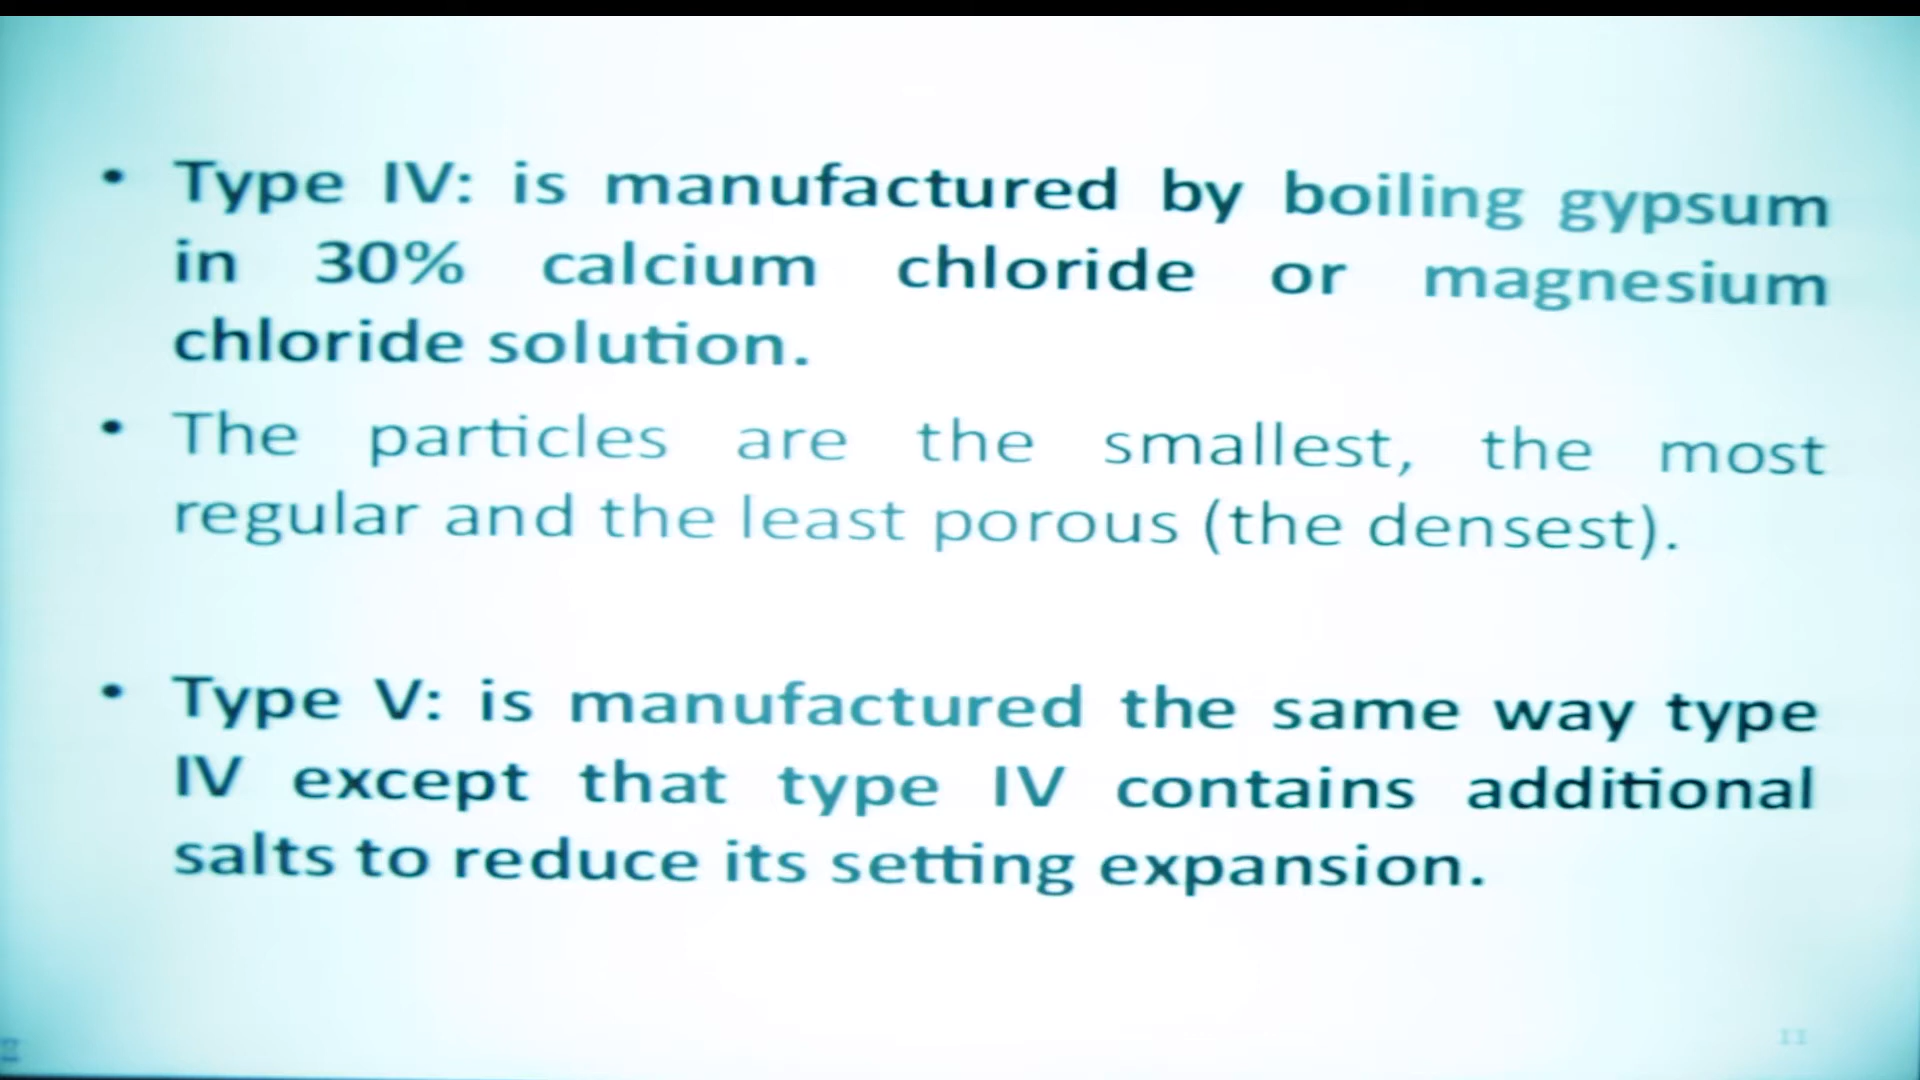 • Type IV: is manufactured by boiling gypsum
in 30% calcium chloride or magnesium
chloride solution.
• The particles are the smallest, the most
regular and the least porous (the densest).
• Type V: is manufactured the same way type
IV except that type IV contains additional
salts to reduce its setting expansion.
11